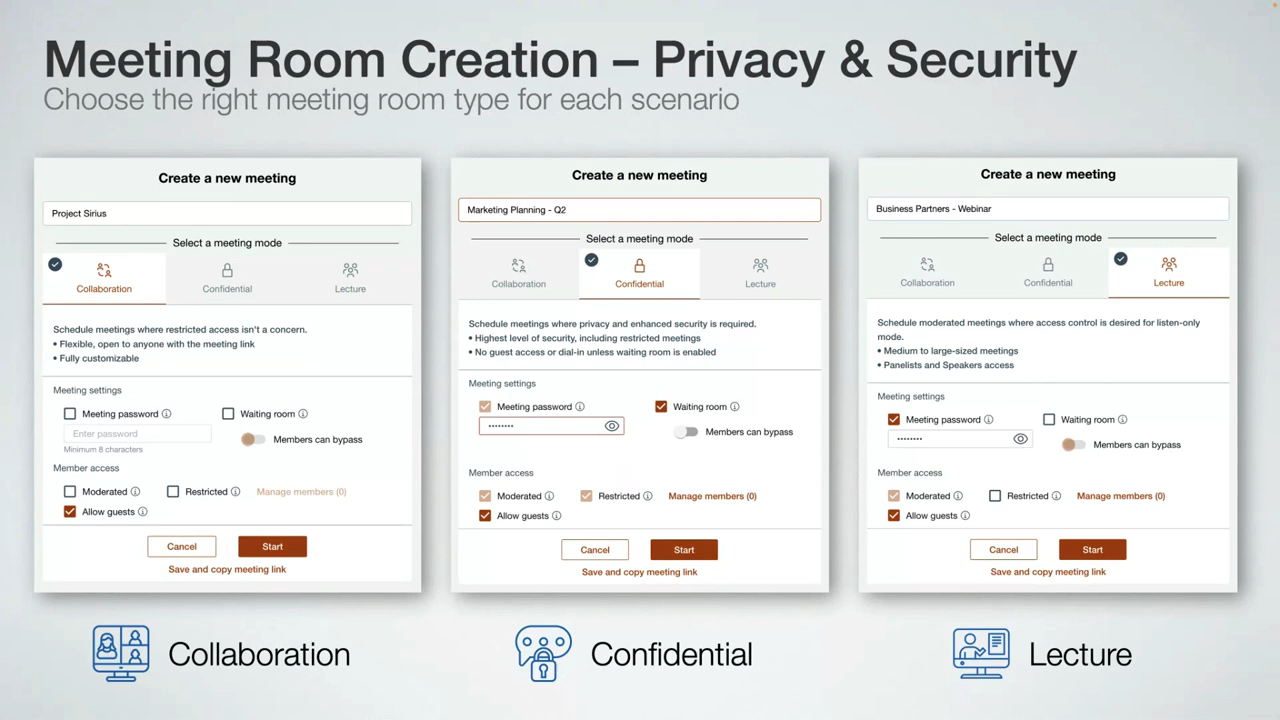 Meeting Room Creation – Privacy & Security
Choose the right meeting room type for each scenario
Create a new meeting
Project Sirius
Select a meeting mode
Collaboration
Confidential
Lecture
Schedule meetings where restricted access isn't a concern.
• Flexible, open to anyone with the meeting link
• Fully customizable
Meeting settings
Meeting password
Waiting room
Enter password
Members can bypass
Minimum 8 characters
Member access
Moderated
Restricted
Manage members (0)
Allow guests
Cancel
Start
Save and copy meeting link
Collaboration
Create a new meeting
Marketing Planning - Q2
Select a meeting mode
Collaboration
Confidential
Lecture
Schedule meetings where privacy and enhanced security is required.
• Highest level of security, including restricted meetings
• No guest access or dial-in unless waiting room is enabled
Meeting settings
Meeting password
Waiting room
••••••••
Members can bypass
Member access
Moderated
Restricted
Manage members (0)
Allow guests
Cancel
Start
Save and copy meeting link
Confidential
Create a new meeting
Business Partners - Webinar
Select a meeting mode
Collaboration
Confidential
Lecture
Schedule moderated meetings where access control is desired for listen-only
mode.
• Medium to large-sized meetings
• Panelists and Speakers access
Meeting settings
Meeting password
Waiting room
••••••••
Members can bypass
Member access
Moderated
Restricted
Manage members (0)
Allow guests
Cancel
Start
Save and copy meeting link
Lecture